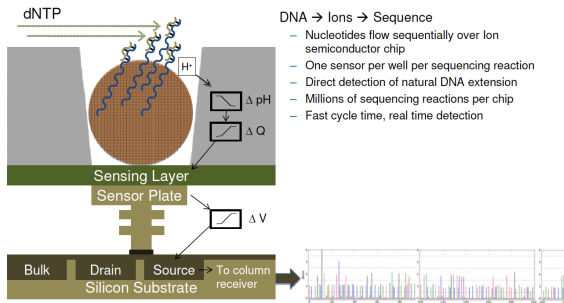 dNTP
H⁺
Δ pH
Δ Q
Sensing Layer
Sensor Plate
Δ V
Bulk
Drain
Source
To column
receiver
Silicon Substrate
DNA → Ions → Sequence
– Nucleotides flow sequentially over Ion
semiconductor chip
– One sensor per well per sequencing reaction
– Direct detection of natural DNA extension
– Millions of sequencing reactions per chip
– Fast cycle time, real time detection